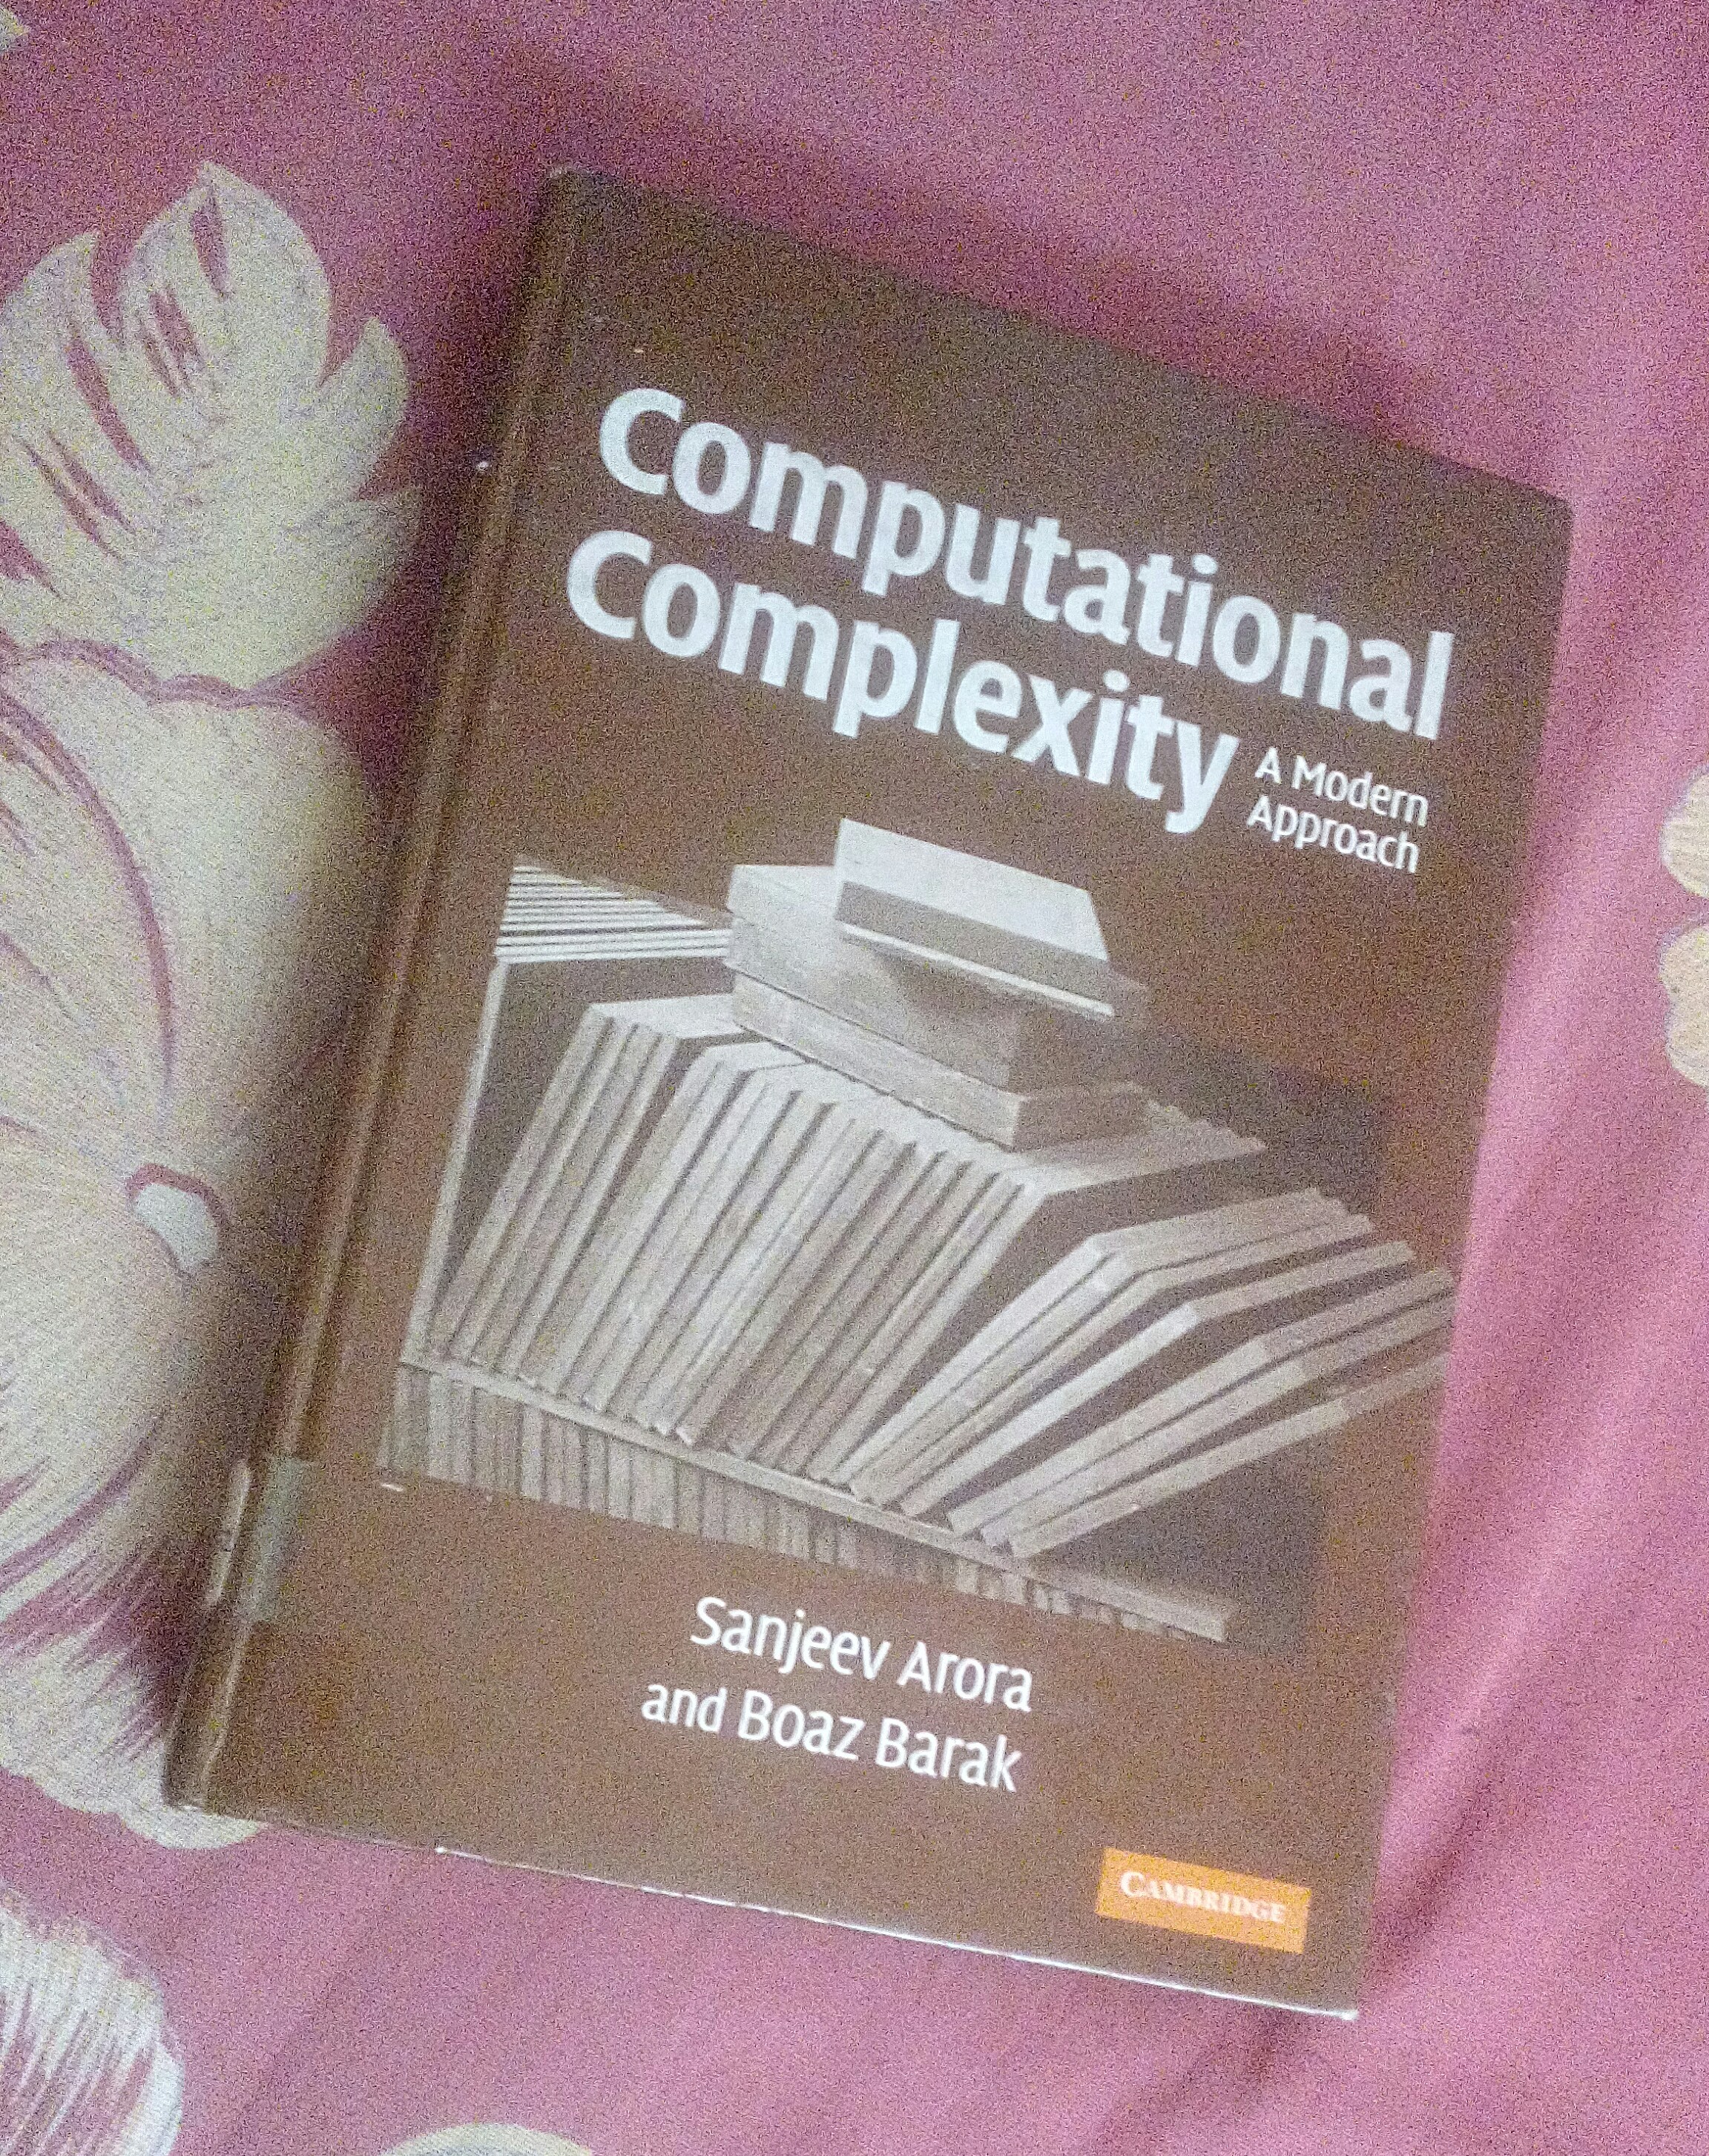 Computational
Complexity
A Modern
Approach
Sanjeev Arora
and Boaz Barak
CAMBRIDGE